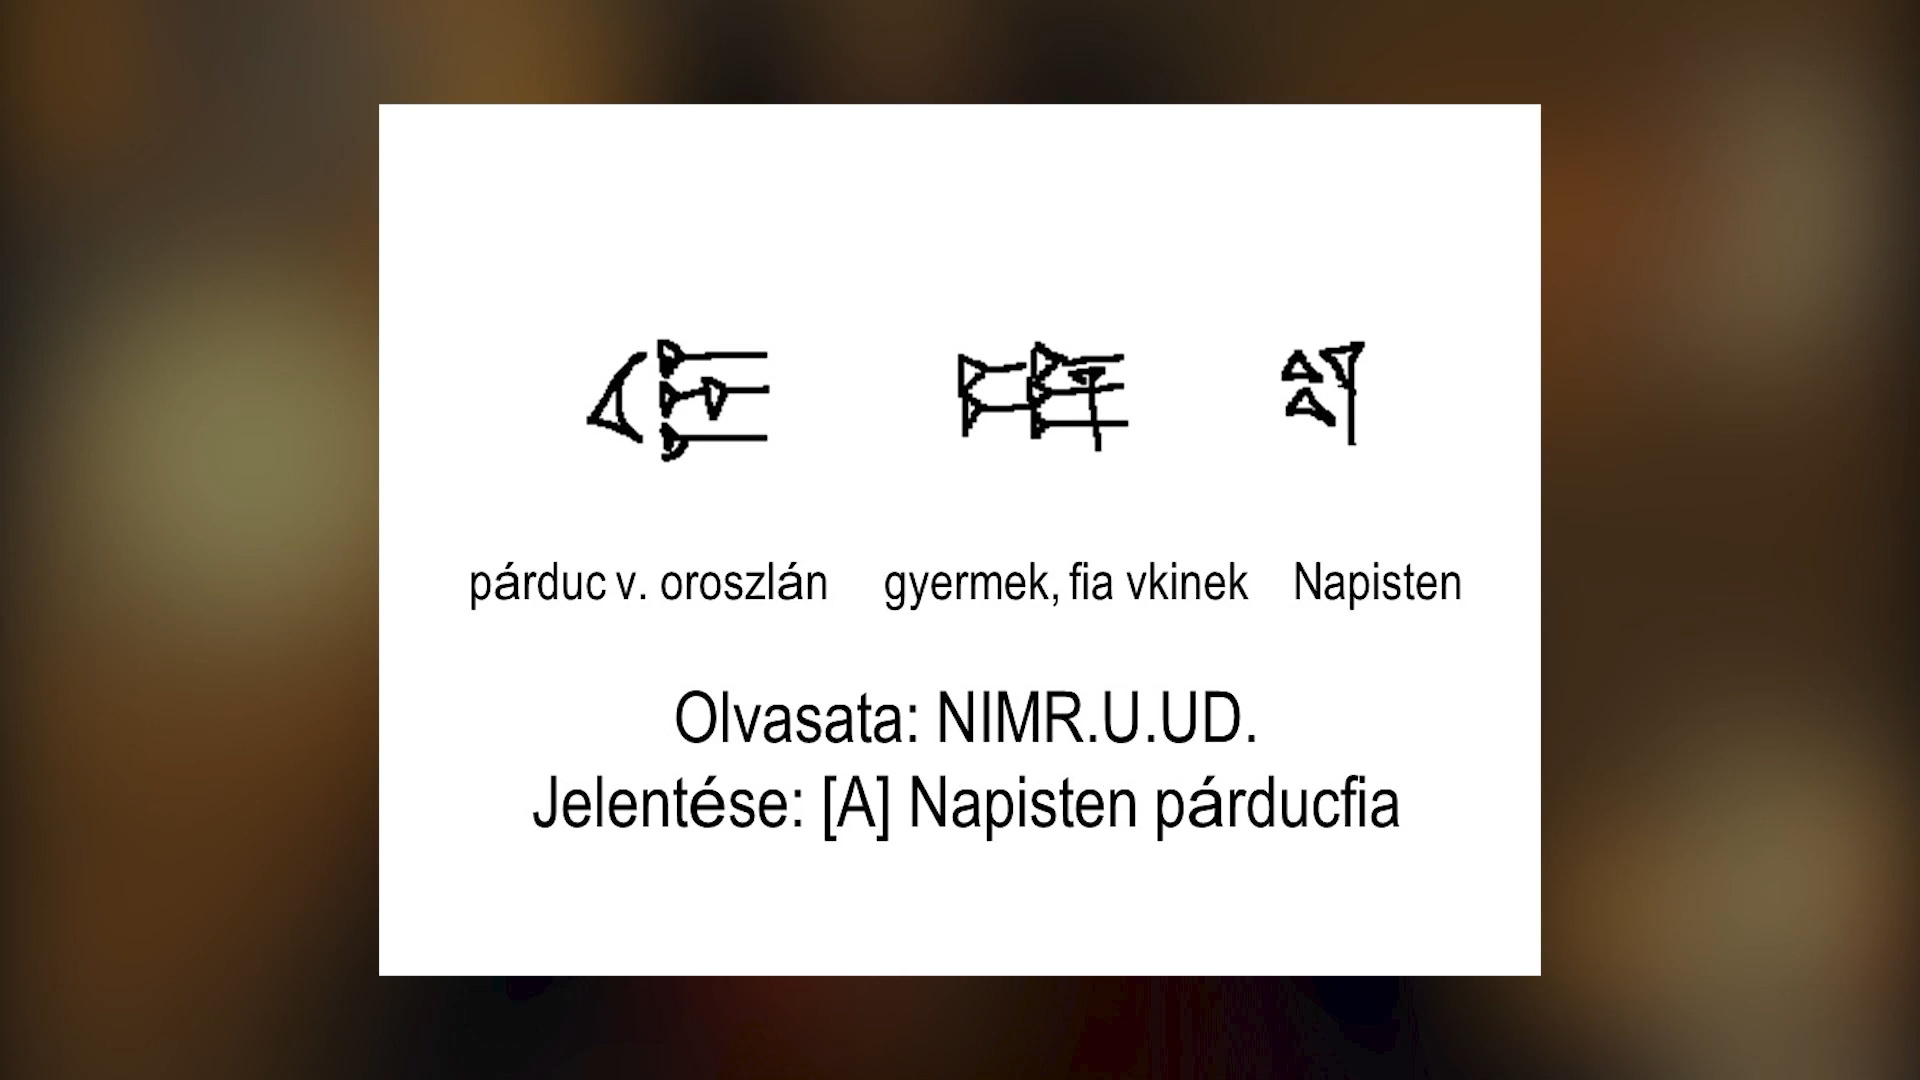 párduc v. oroszlán gyermek, fia vkinek Napisten
Olvasata: NIMR.U.UD.
Jelentése: [A] Napisten párducfia